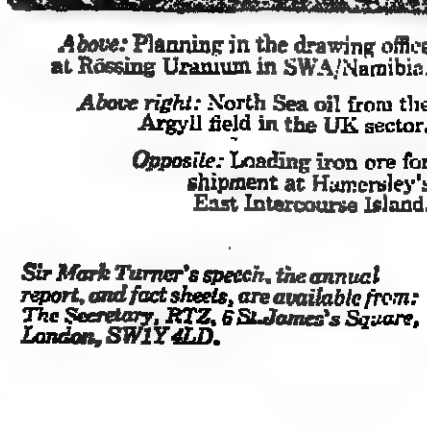 Above: Planning in the drawing office
at Rössing Uranium in SWA/Namibia.
Above right: North Sea oil from the
Argyll field in the UK sector.
Opposite: Loading iron ore for
shipment at Hamersley's
East Intercourse Island.
Sir Mark Turner's speech, the annual
report, and fact sheets, are available from:
The Secretary, RTZ, 6 St. James's Square,
London, SW1Y 4LD.